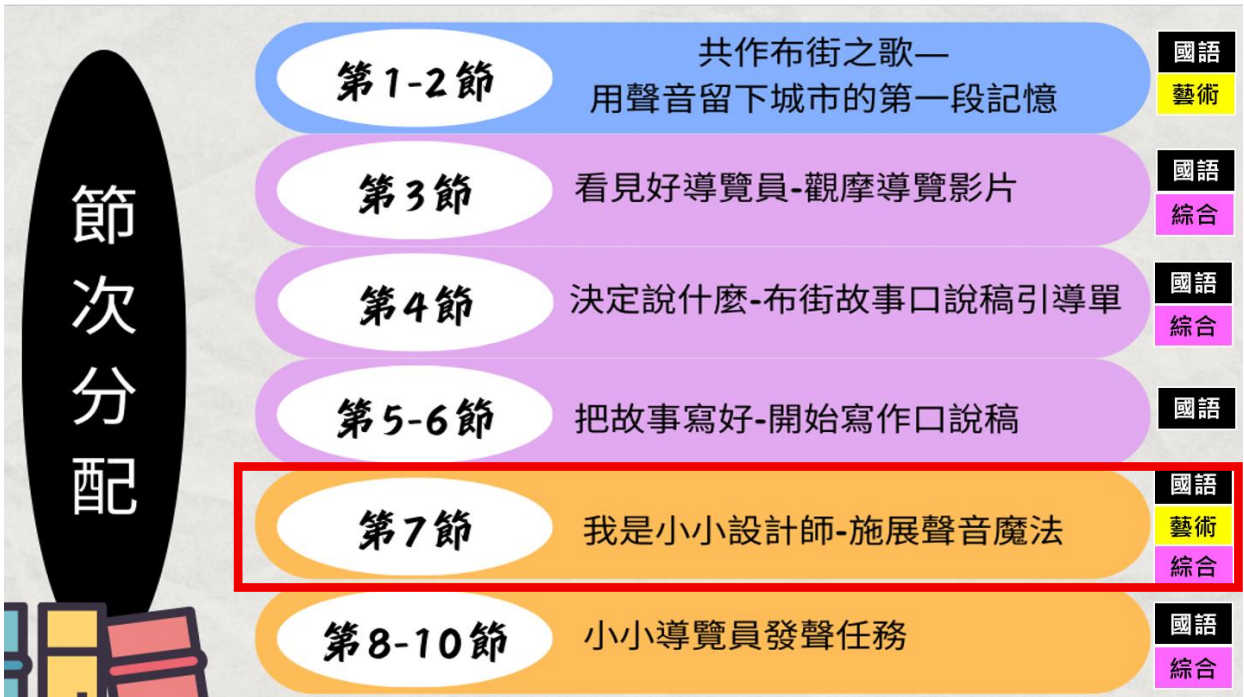 節次分配
第1-2節
共作布街之歌—
用聲音留下城市的第一段記憶
國語
藝術
第3節
看見好導覽員-觀摩導覽影片
國語
綜合
第4節
決定說什麼-布街故事口說稿引導單
國語
綜合
第5-6節
把故事寫好-開始寫作口說稿
國語
第7節
我是小小設計師-施展聲音魔法
國語
藝術
綜合
第8-10節
小小導覽員發聲任務
國語
綜合